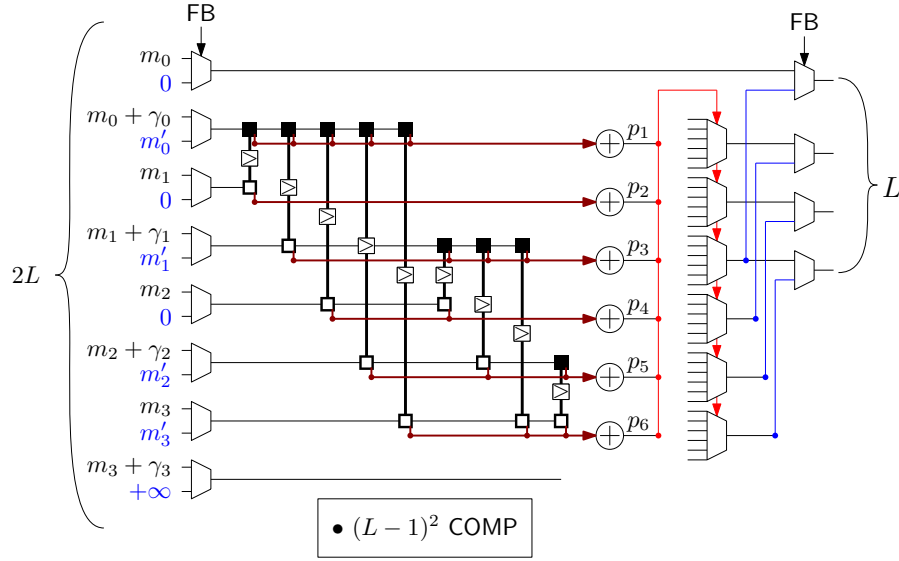 FB
FB
m₀
0
m₀ + γ₀
m′₀
p₁
m₁
0
p₂
m₁ + γ₁
m′₁
p₃
L
2L
m₂
0
p₄
m₂ + γ₂
m′₂
p₅
m₃
m′₃
p₆
m₃ + γ₃
+∞
• (L − 1)² COMP